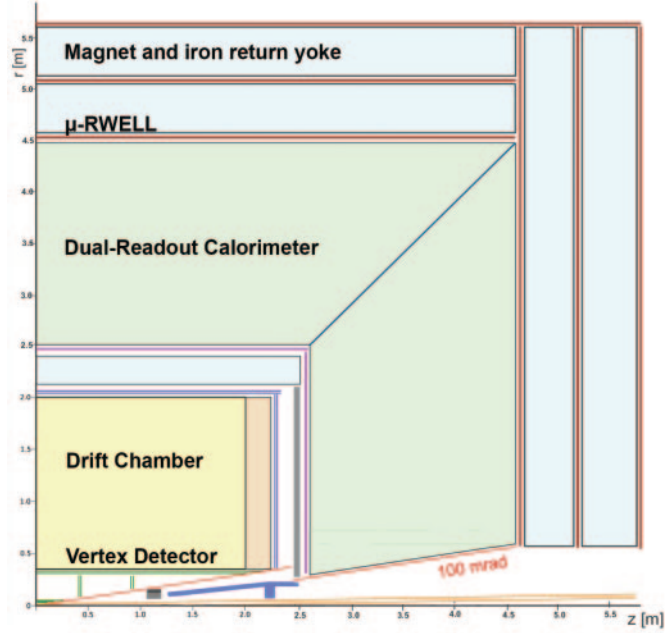 5.5
Magnet and iron return yoke
r [m]
5.0
μ-RWELL
4.5
4.0
3.5
Dual-Readout Calorimeter
3.0
2.5
2.0
1.5
Drift Chamber
1.0
0.5
Vertex Detector
100 mrad
0
0.5 1.0 1.5 2.0 2.5 3.0 3.5 4.0 4.5 5.0 5.5
z [m]